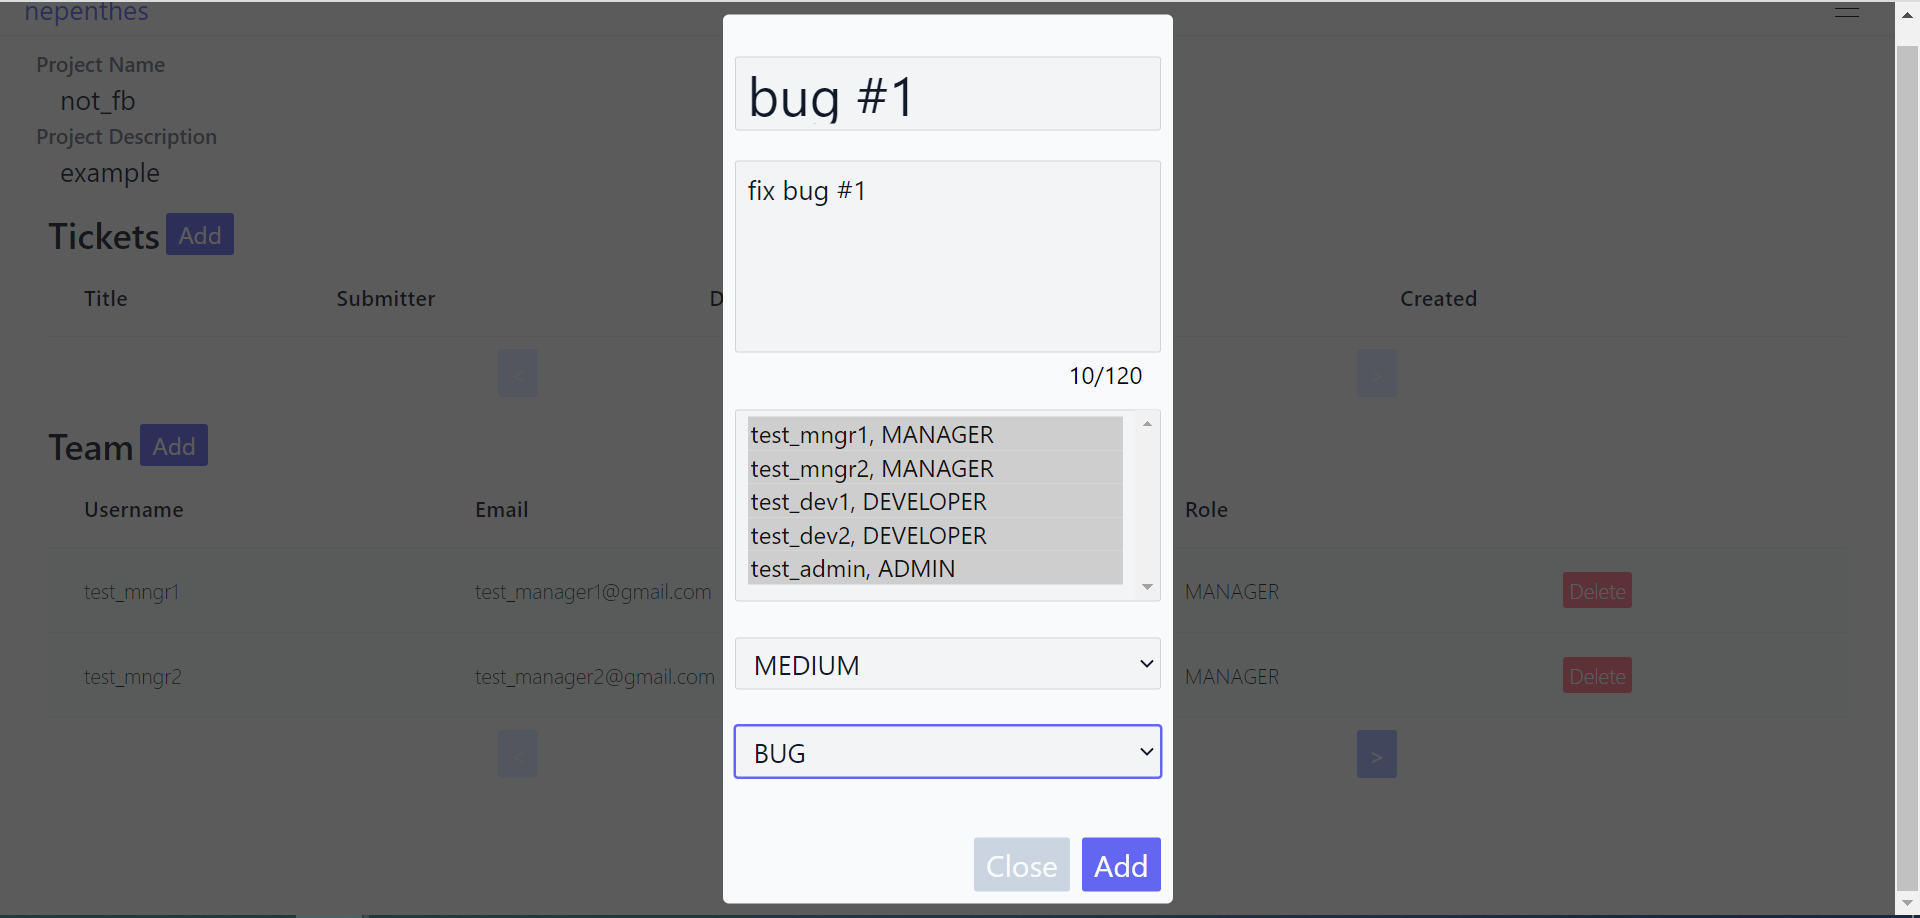 nepenthes
Project Name
not_fb
Project Description
example
Tickets Add
Title Submitter D Created
< >
Team Add
Username Email Role
test_mngr1 test_manager1@gmail.com MANAGER Delete
test_mngr2 test_manager2@gmail.com MANAGER Delete
< >
bug #1
fix bug #1
10/120
test_mngr1, MANAGER
test_mngr2, MANAGER
test_dev1, DEVELOPER
test_dev2, DEVELOPER
test_admin, ADMIN
MEDIUM
BUG
Close Add